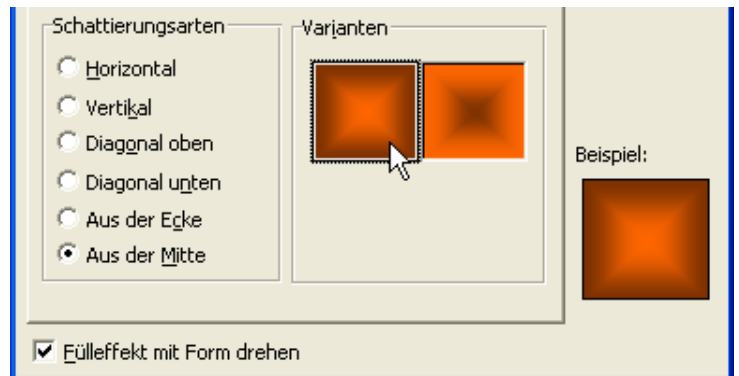 Schattierungsarten
Varianten
Horizontal
Vertikal
Diagonal oben
Diagonal unten
Aus der Ecke
Aus der Mitte
Beispiel:
Fülleffekt mit Form drehen